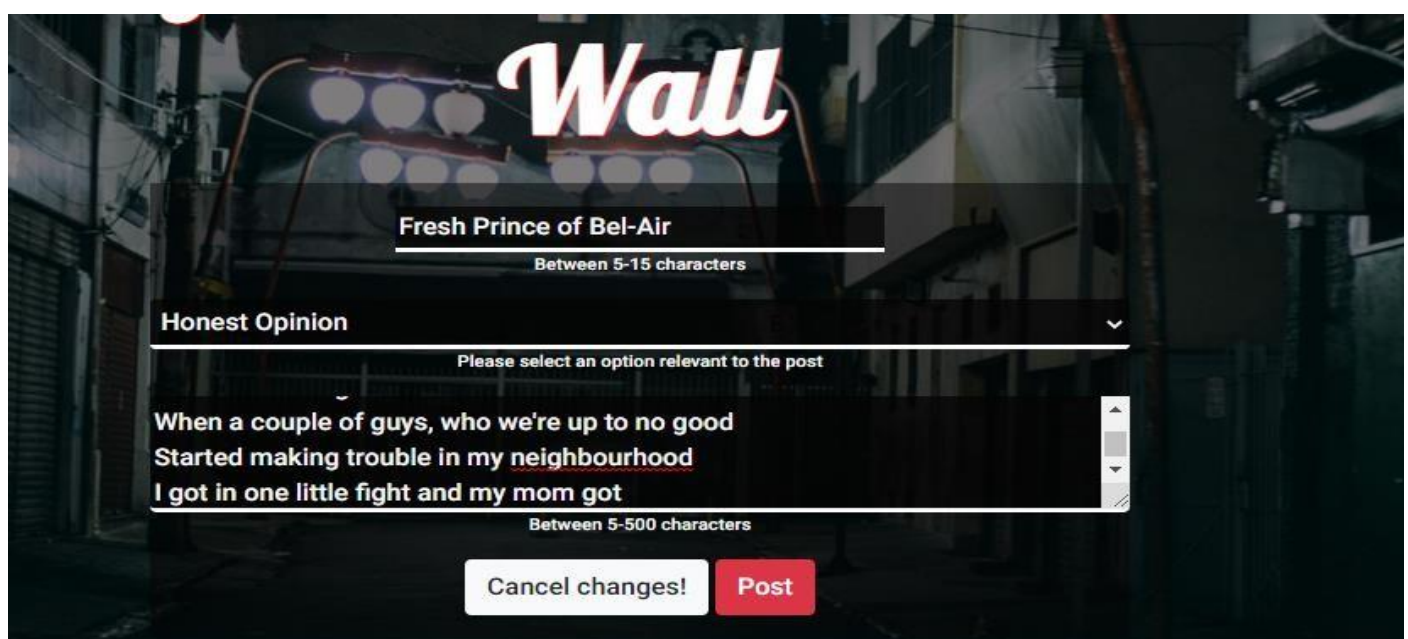 Wall
Fresh Prince of Bel-Air
Between 5-15 characters
Honest Opinion
Please select an option relevant to the post
When a couple of guys, who we're up to no good
Started making trouble in my neighbourhood
I got in one little fight and my mom got
Between 5-500 characters
Cancel changes!
Post